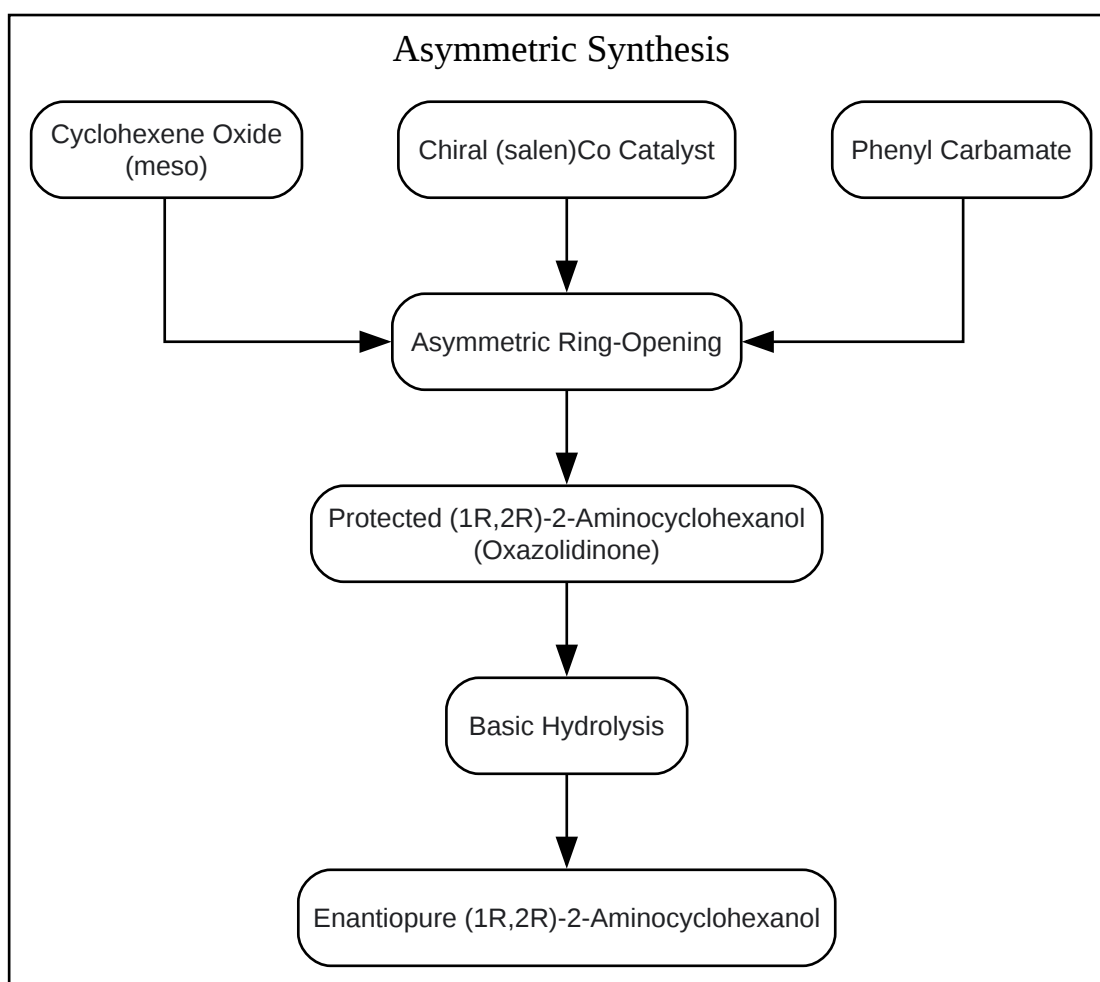 Asymmetric Synthesis
Cyclohexene Oxide
(meso)
Chiral (salen)Co Catalyst
Phenyl Carbamate
Asymmetric Ring-Opening
Protected (1R,2R)-2-Aminocyclohexanol
(Oxazolidinone)
Basic Hydrolysis
Enantiopure (1R,2R)-2-Aminocyclohexanol